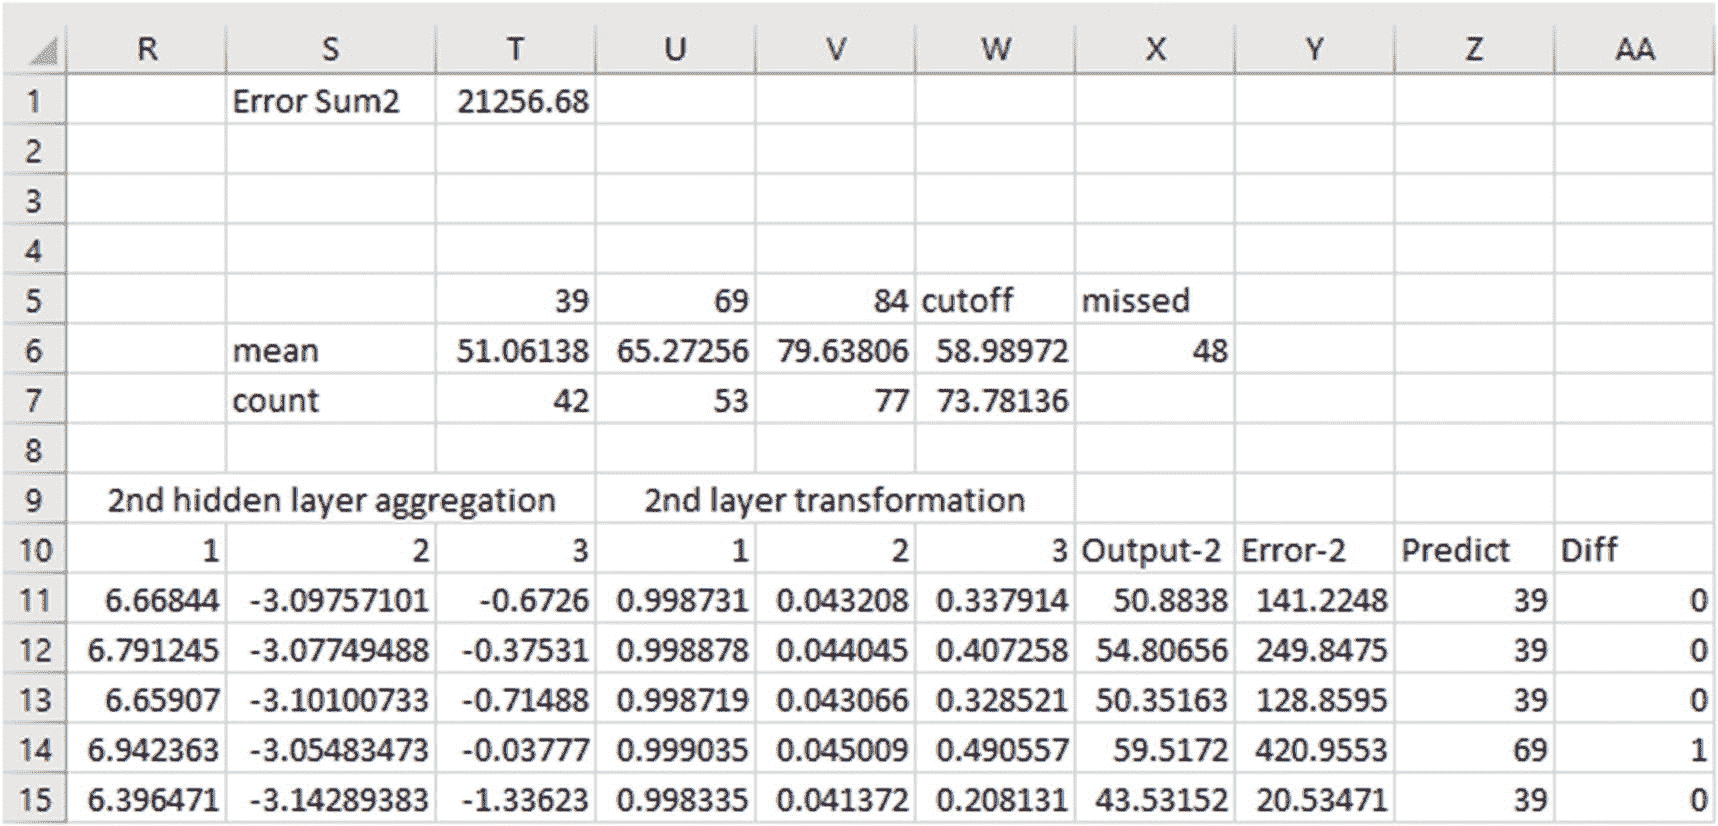 R S T U V W X Y Z AA
1 Error Sum2 21256.68
2
3
4
5 39 69 84 cutoff missed
6 mean 51.06138 65.27256 79.63806 58.98972 48
7 count 42 53 77 73.78136
8
9 2nd hidden layer aggregation 2nd layer transformation
10 1 2 3 1 2 3 Output-2 Error-2 Predict Diff
11 6.66844 -3.09757101 -0.6726 0.998731 0.043208 0.337914 50.8838 141.2248 39 0
12 6.791245 -3.07749488 -0.37531 0.998878 0.044045 0.407258 54.80656 249.8475 39 0
13 6.65907 -3.10100733 -0.71488 0.998719 0.043066 0.328521 50.35163 128.8595 39 0
14 6.942363 -3.05483473 -0.03777 0.999035 0.045009 0.490557 59.5172 420.9553 69 1
15 6.396471 -3.14289383 -1.33623 0.998335 0.041372 0.208131 43.53152 20.53471 39 0